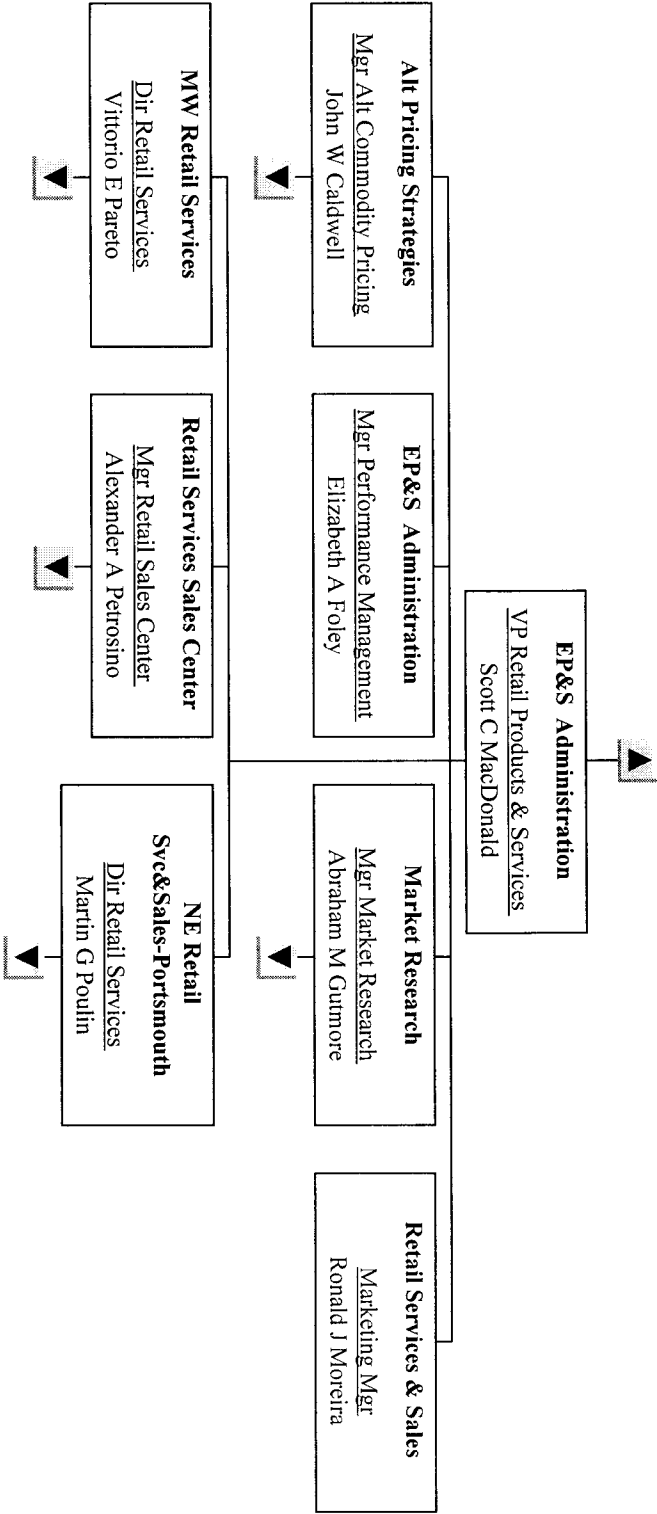 EP&S Administration
VP Retail Products & Services
Scott C MacDonald
Alt Pricing Strategies
Mgr Alt Commodity Pricing
John W Caldwell
EP&S Administration
Mgr Performance Management
Elizabeth A Foley
Market Research
Mgr Market Research
Abraham M Gutmore
Retail Services & Sales
Marketing Mgr
Ronald J Moreira
MW Retail Services
Dir Retail Services
Vittorio E Pareto
Retail Services Sales Center
Mgr Retail Sales Center
Alexander A Petrosino
NE Retail
Svc&Sales-Portsmouth
Dir Retail Services
Martin G Poulin